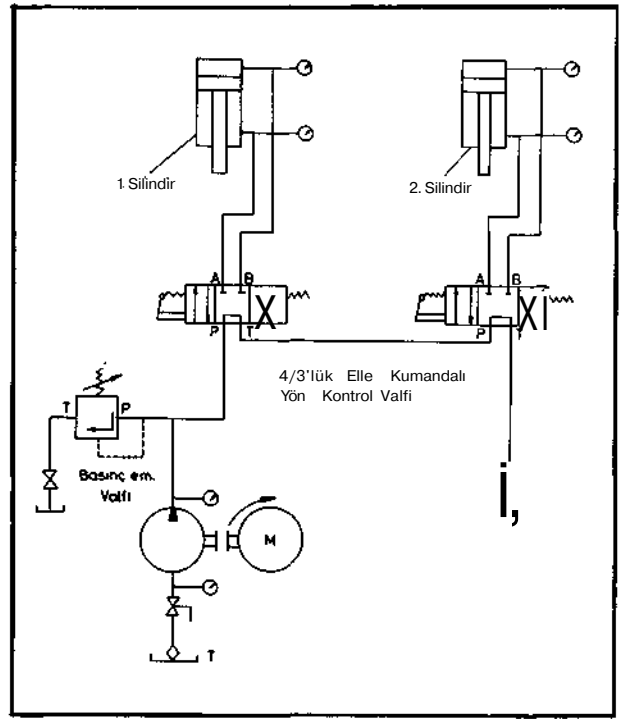 1. Silindir
2. Silindir
A B
P T
X
A B
P
X İ
4/3'lük Elle Kumandalı
Yön Kontrol Valfi
T P
Basınç em.
Valfi
M
T
İ,